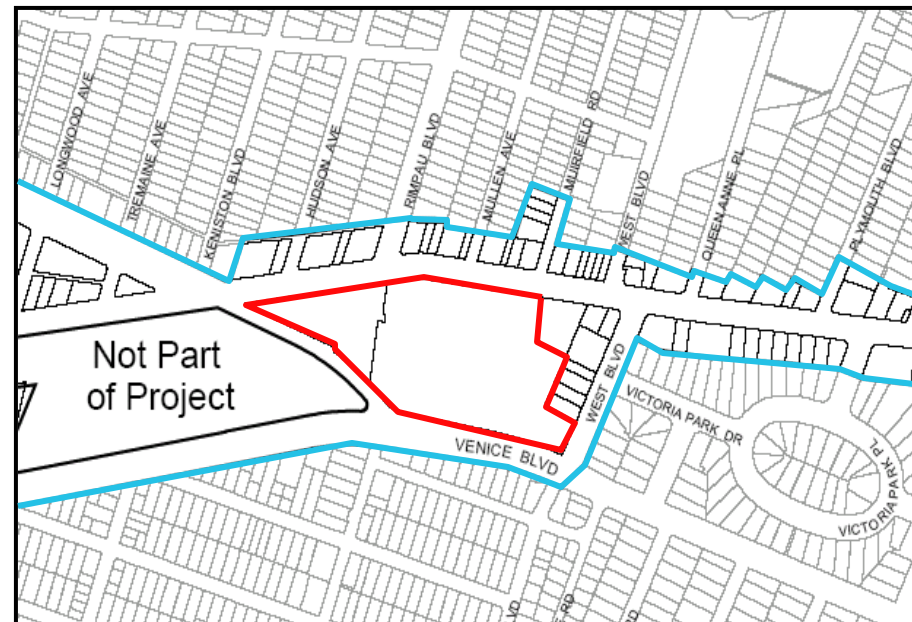 LONGWOOD AVE
TREMAINE AVE
KENISTON BLVD
HUDSON AVE
RIMPAU BLVD
MULLEN AVE
MUIRFIELD RD
WEST BLVD
QUEEN ANNE PL
PLYMOUTH BLVD
Not Part
of Project
WEST BLVD
VICTORIA PARK DR
VENICE BLVD
VICTORIA PARK PL
VICTORIA PARK PL